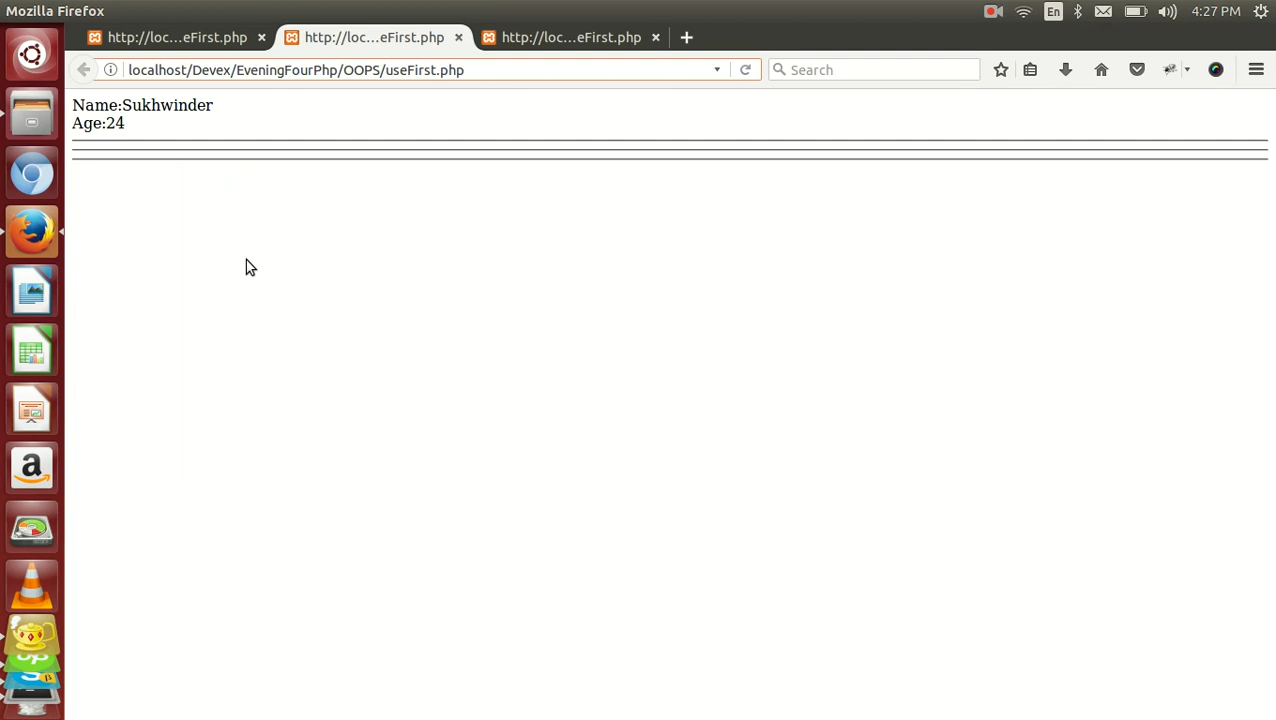 Mozilla Firefox
En
4:27 PM
http://loc...eFirst.php
http://loc...eFirst.php
http://loc...eFirst.php
localhost/Devex/EveningFourPhp/OOPS/useFirst.php
Search
Name:Sukhwinder
Age:24
a